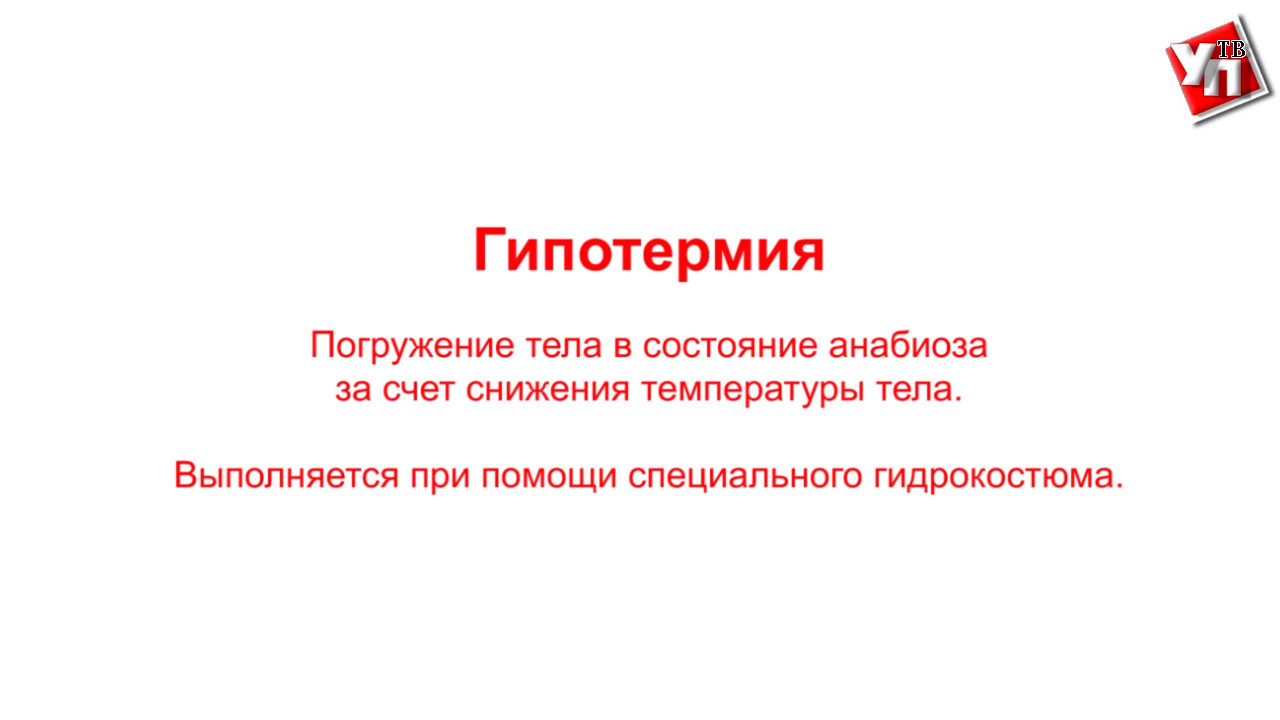 ТВ
УП
Гипотермия
Погружение тела в состояние анабиоза
за счет снижения температуры тела.
Выполняется при помощи специального гидрокостюма.